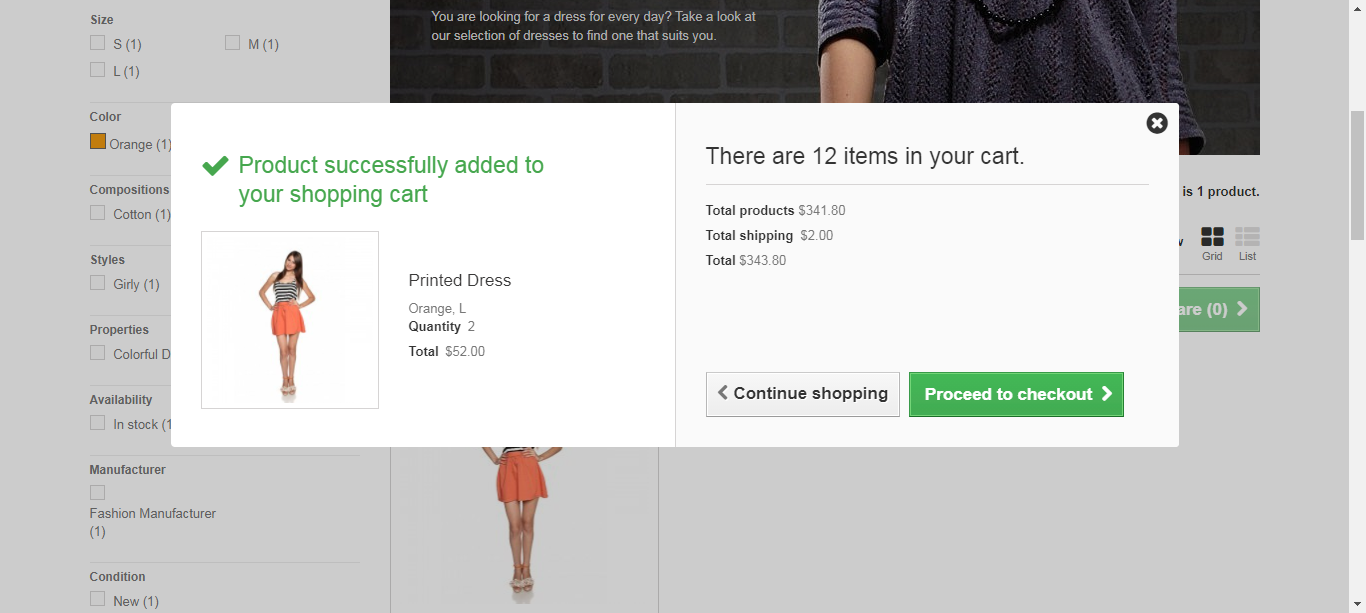 Size
S (1)
M (1)
L (1)
Color
Orange (1)
Compositions
Cotton (1)
Styles
Girly (1)
Properties
Colorful D
Availability
In stock (1
Manufacturer
Fashion Manufacturer
(1)
Condition
New (1)
You are looking for a dress for every day? Take a look at
our selection of dresses to find one that suits you.
Product successfully added to
your shopping cart
Printed Dress
Orange, L
Quantity 2
Total $52.00
There are 12 items in your cart.
Total products $341.80
Total shipping $2.00
Total $343.80
Continue shopping
Proceed to checkout
is 1 product.
Grid
List
are (0)